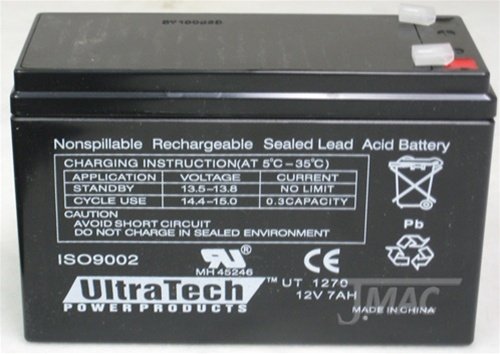 Nonspillable Rechargeable Sealed Lead Acid Battery
CHARGING INSTRUCTION(AT 5°C-35°C)
APPLICATION VOLTAGE CURRENT
STANDBY 13.5-13.8 NO LIMIT
CYCLE USE 14.4-15.0 0.3CAPACITY
CAUTION
AVOID SHORT CIRCUIT
DO NOT CHARGE IN SEALED ENVIRONMENT
Pb
ISO9002
MH 45246
CE
UltraTech™
POWER PRODUCTS
UT 1270
12V 7AH
JMAC
MADE IN CHINA